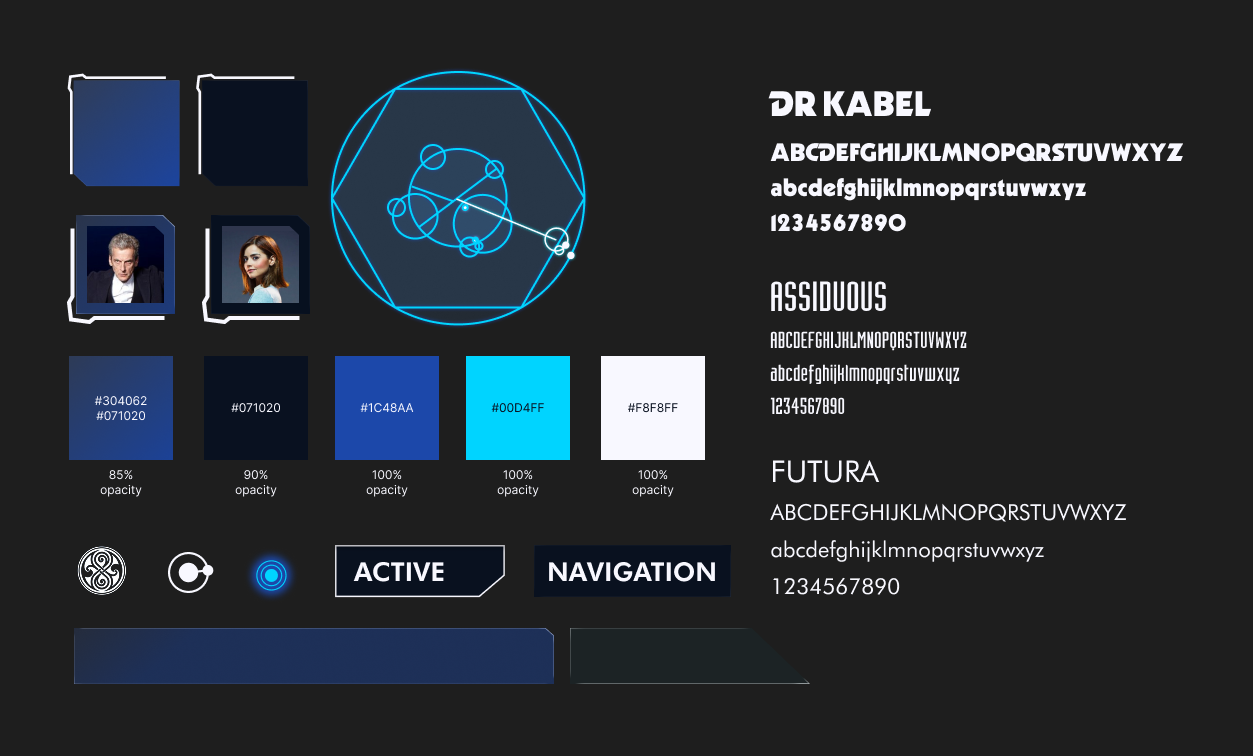 #304062
#071020
85%
opacity
#071020
90%
opacity
#1C48AA
100%
opacity
#00D4FF
100%
opacity
#F8F8FF
100%
opacity
ACTIVE
NAVIGATION
DR KABEL
ABCDEFGHIJKLMNOPQRSTUVWXYZ
abcdefghijklmnopqrstuvwxyz
1234567890
ASSIDUOUS
ABCDEFGHIJKLMNOPQRSTUVWXYZ
abcdefghijklmnopqrstuvwxyz
1234567890
FUTURA
ABCDEFGHIJKLMNOPQRSTUVWXYZ
abcdefghijklmnopqrstuvwxyz
1234567890